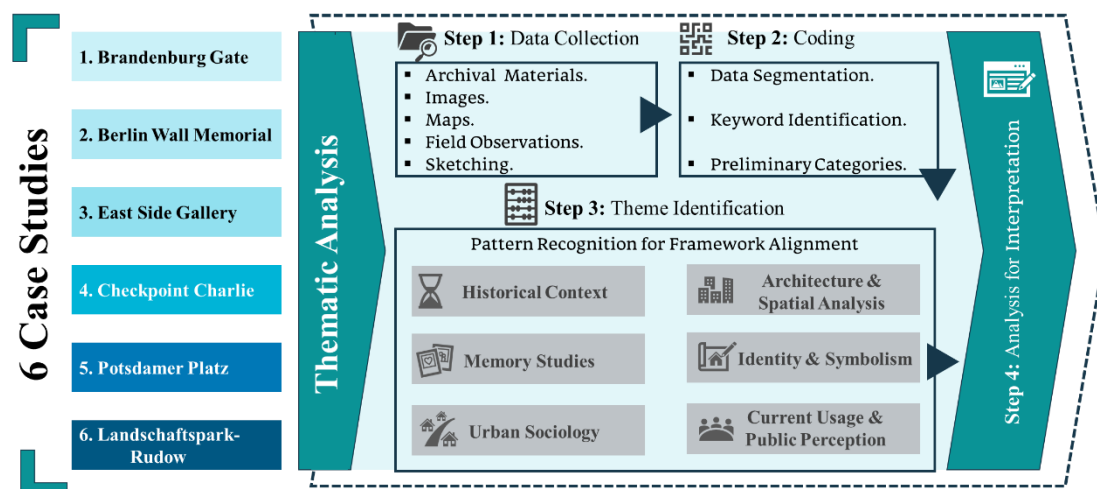 6 Case Studies
1. Brandenburg Gate
2. Berlin Wall Memorial
3. East Side Gallery
4. Checkpoint Charlie
5. Potsdamer Platz
6. Landschaftspark-
Rudow
Thematic Analysis
Step 1: Data Collection
▪ Archival Materials.
▪ Images.
▪ Maps.
▪ Field Observations.
▪ Sketching.
Step 2: Coding
▪ Data Segmentation.
▪ Keyword Identification.
▪ Preliminary Categories.
Step 3: Theme Identification
Pattern Recognition for Framework Alignment
Historical Context
Architecture &
Spatial Analysis
Memory Studies
Identity & Symbolism
Urban Sociology
Current Usage &
Public Perception
Step 4: Analysis for Interpretation